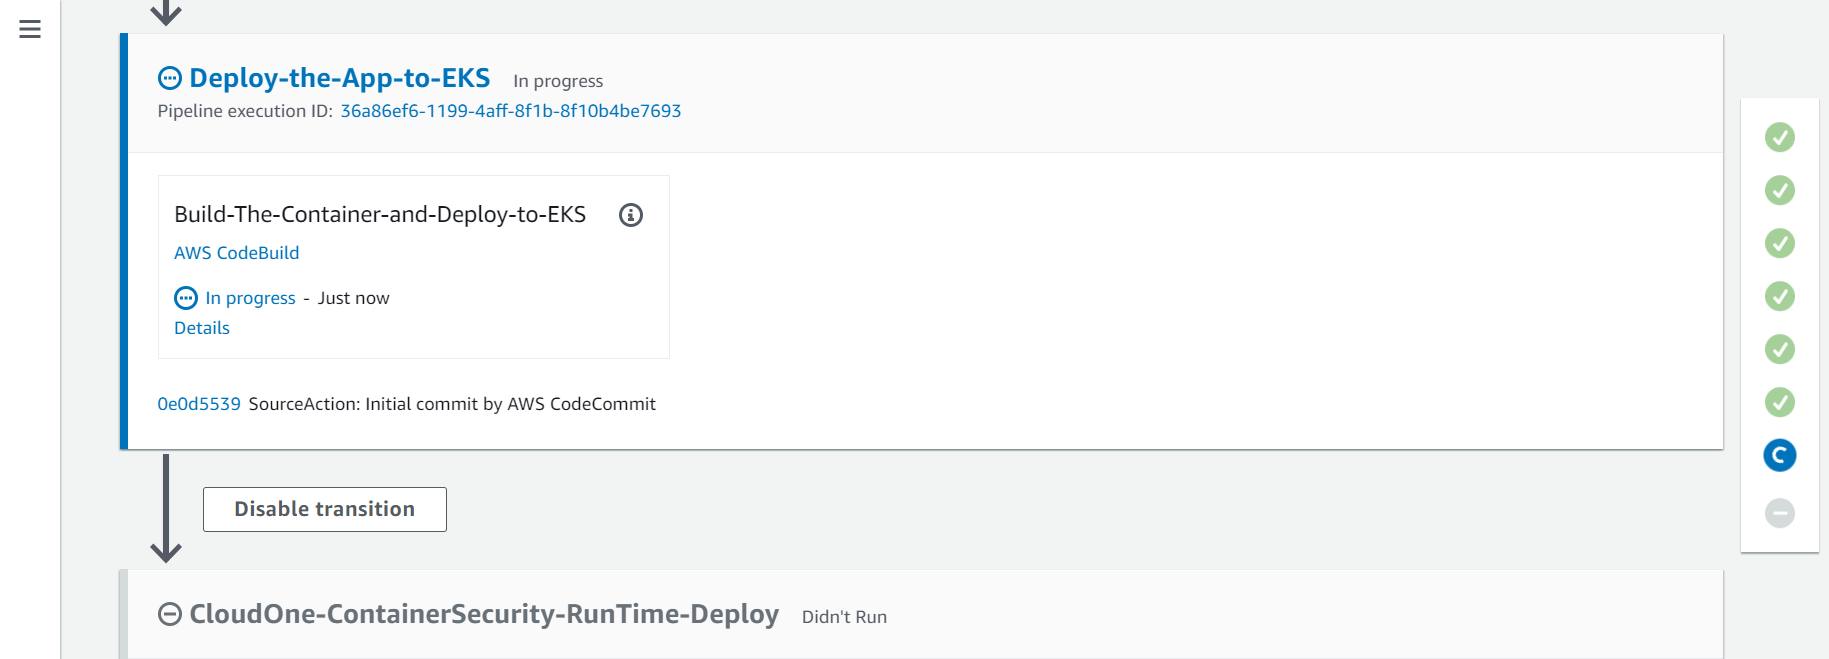 Deploy-the-App-to-EKS In progress
Pipeline execution ID: 36a86ef6-1199-4aff-8f1b-8f10b4be7693
Build-The-Container-and-Deploy-to-EKS
AWS CodeBuild
In progress - Just now
Details
0e0d5539 SourceAction: Initial commit by AWS CodeCommit
Disable transition
CloudOne-ContainerSecurity-RunTime-Deploy Didn't Run